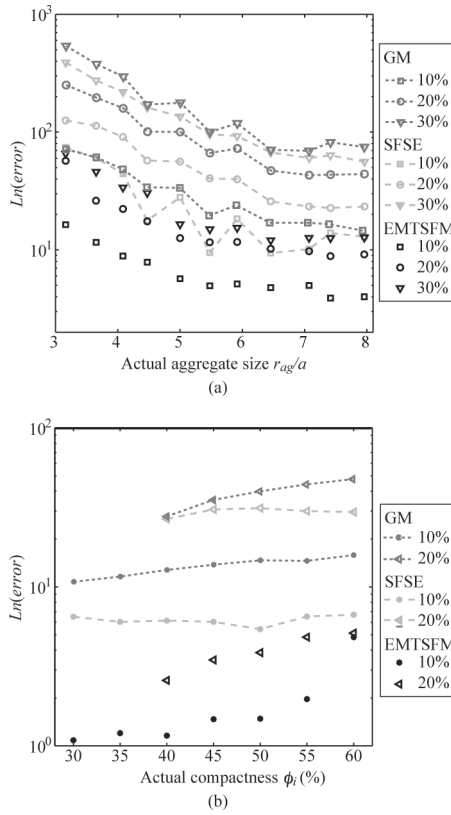 10³
10²
10¹
Ln(error)
3
4
5
6
7
8
Actual aggregate size r_ag/a
(a)
GM
10%
20%
30%
SFSE
10%
20%
30%
EMTSFM
10%
20%
30%
10²
10¹
10⁰
Ln(error)
30
35
40
45
50
55
60
Actual compactness ϕ_i (%)
(b)
GM
10%
20%
SFSE
10%
20%
EMTSFM
10%
20%